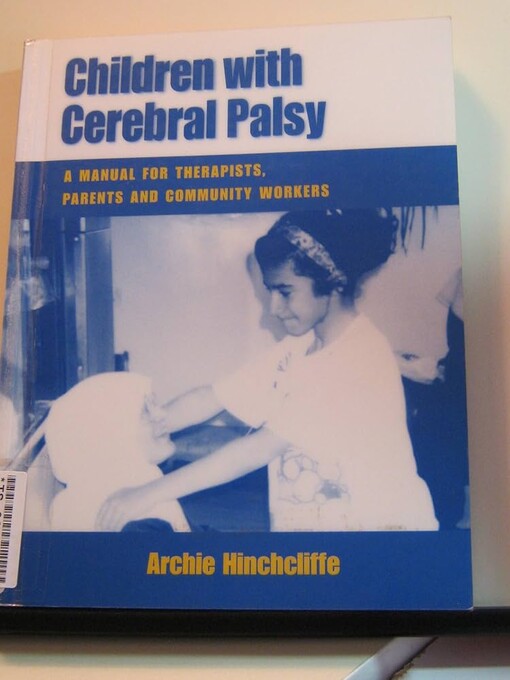 Children with
Cerebral Palsy
A MANUAL FOR THERAPISTS,
PARENTS AND COMMUNITY WORKERS
Archie Hinchcliffe